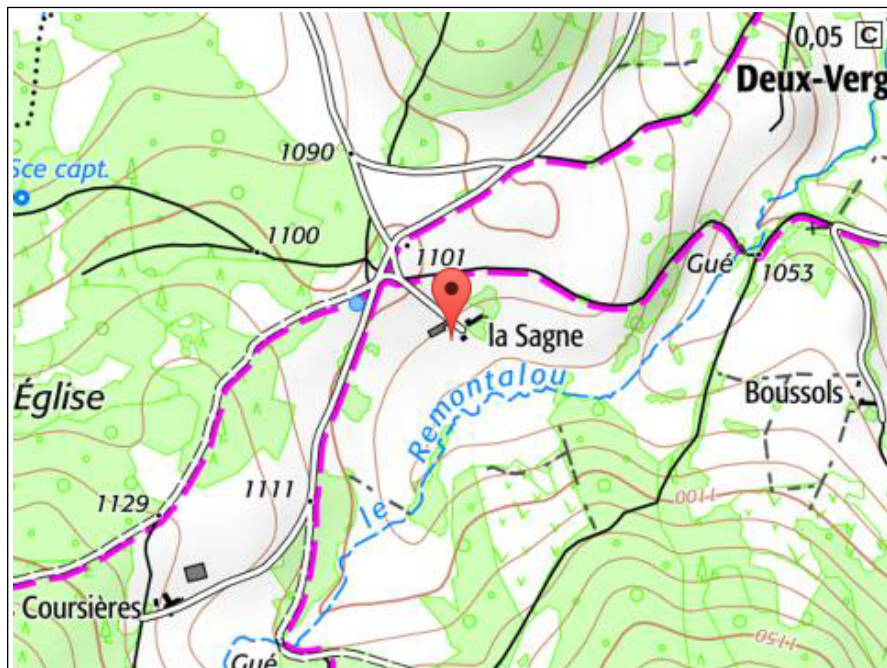 0,05 C
Deux-Verg
1090
Sce capt.
1100
1101
Gué
1053
la Sagne
le Remontalou
Église
Boussols
1129
1111
1100
Coursières
Gué
1150